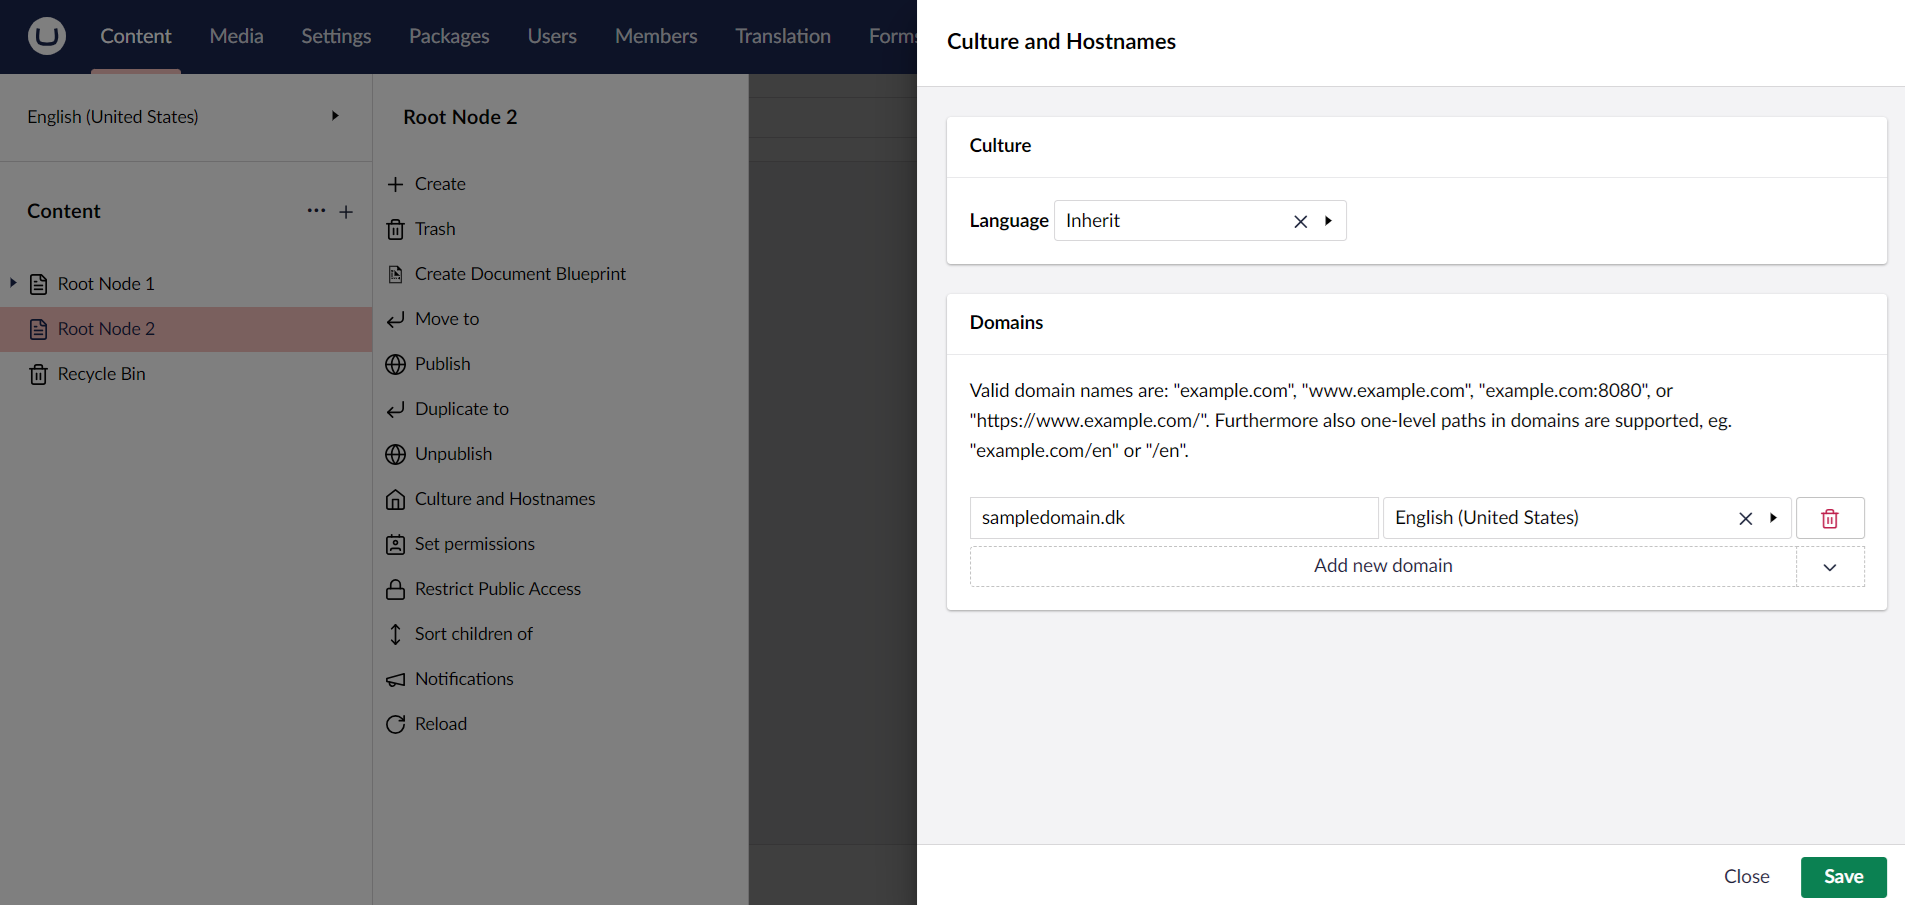 Content Media Settings Packages Users Members Translation Forms
English (United States)
Content
Root Node 1
Root Node 2
Recycle Bin
Root Node 2
Create
Trash
Create Document Blueprint
Move to
Publish
Duplicate to
Unpublish
Culture and Hostnames
Set permissions
Restrict Public Access
Sort children of
Notifications
Reload
Culture and Hostnames
Culture
Language Inherit
Domains
Valid domain names are: "example.com", "www.example.com", "example.com:8080", or
"https://www.example.com/". Furthermore also one-level paths in domains are supported, eg.
"example.com/en" or "/en".
sampledomain.dk English (United States)
Add new domain
Close Save